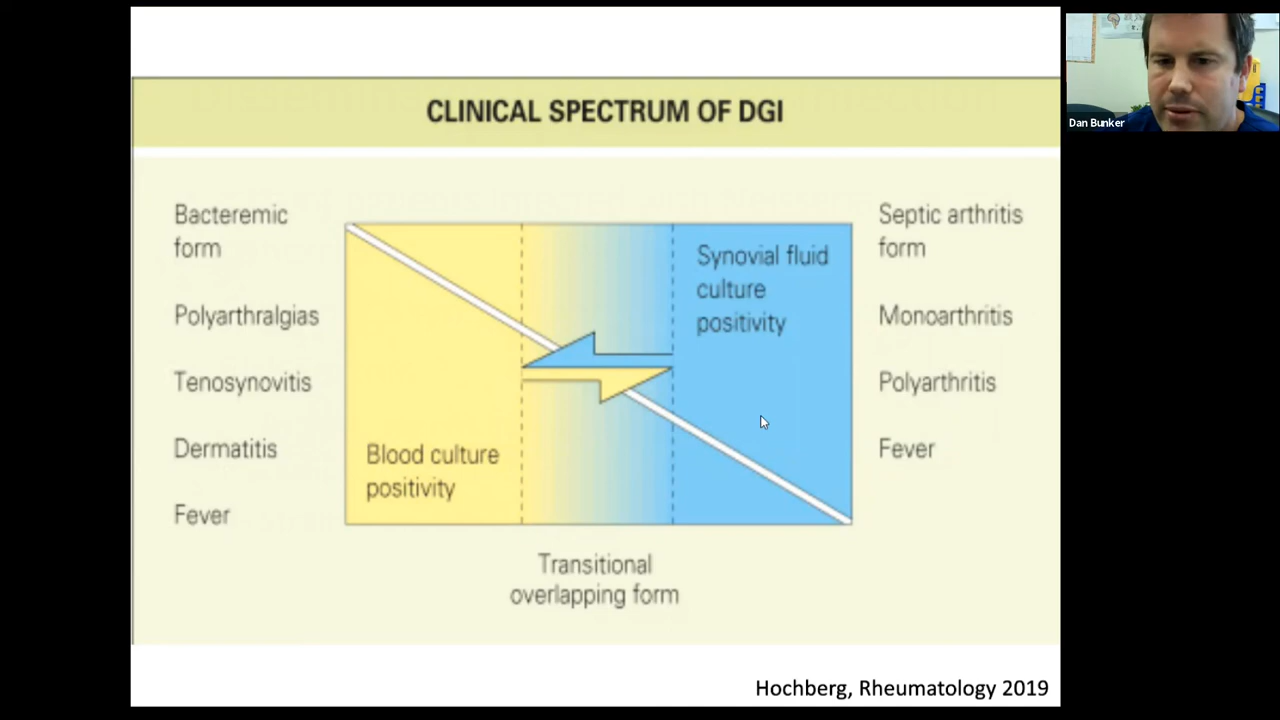 CLINICAL SPECTRUM OF DGI
Bacteremic
form
Polyarthralgias
Tenosynovitis
Dermatitis
Fever
Blood culture
positivity
Synovial fluid
culture
positivity
Transitional
overlapping form
Septic arthritis
form
Monoarthritis
Polyarthritis
Fever
Hochberg, Rheumatology 2019
Dan Bunker